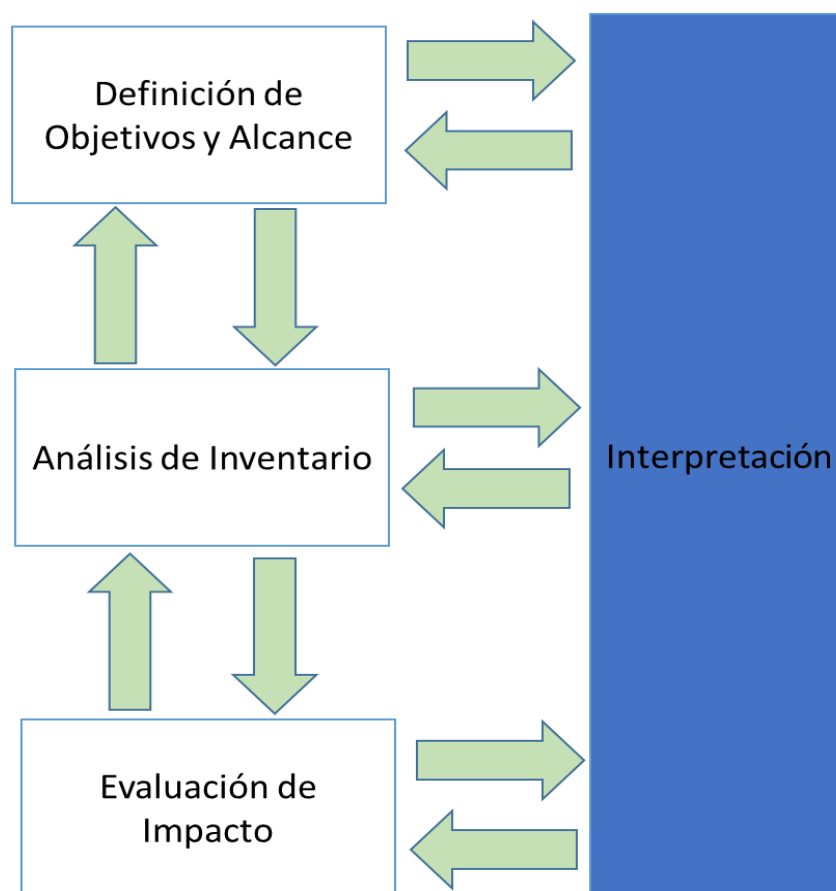 Definición de
Objetivos y Alcance
Análisis de Inventario
Interpretación
Evaluación de
Impacto